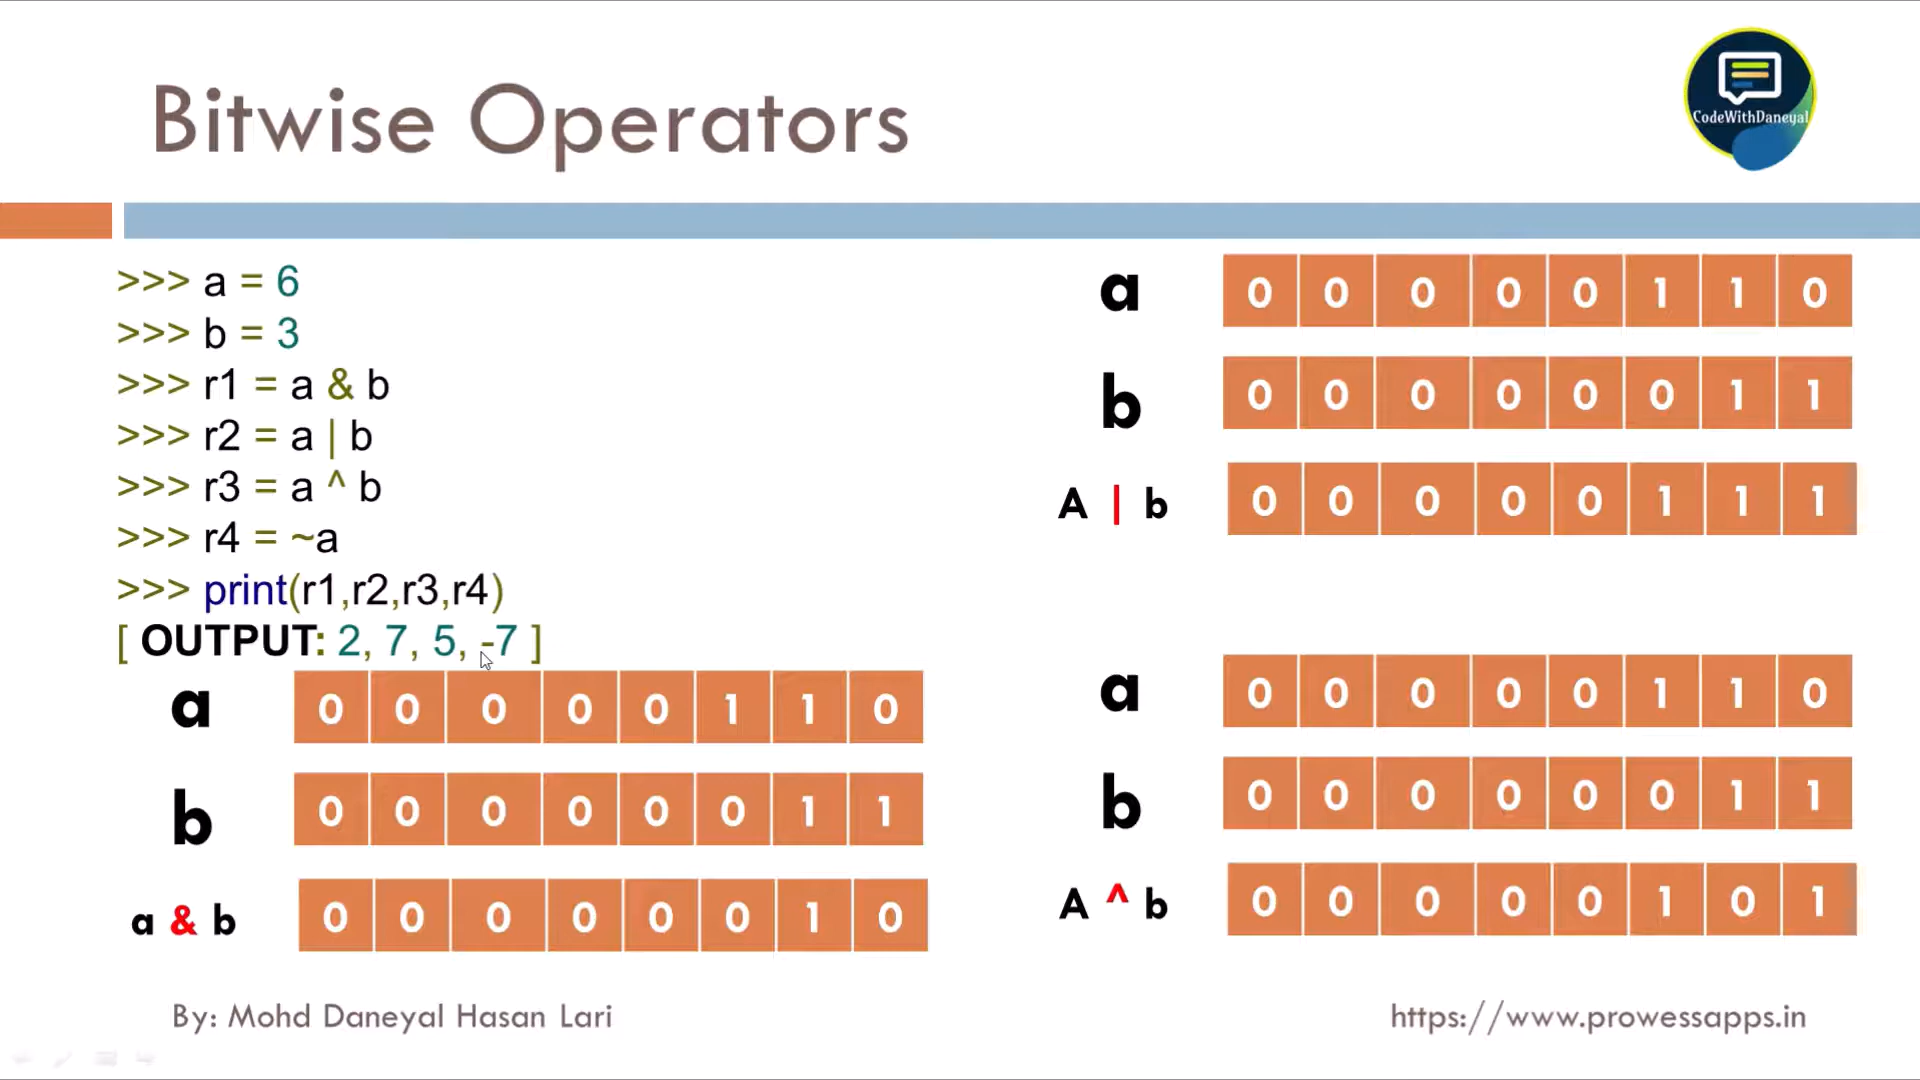 Bitwise Operators
CodeWithDaneyal
>>> a = 6
>>> b = 3
>>> r1 = a & b
>>> r2 = a | b
>>> r3 = a ^ b
>>> r4 = ~a
>>> print(r1,r2,r3,r4)
[ OUTPUT: 2, 7, 5, -7 ]
a 0 0 0 0 0 1 1 0
b 0 0 0 0 0 0 1 1
a & b 0 0 0 0 0 0 1 0
a 0 0 0 0 0 1 1 0
b 0 0 0 0 0 0 1 1
A | b 0 0 0 0 0 1 1 1
a 0 0 0 0 0 1 1 0
b 0 0 0 0 0 0 1 1
A ^ b 0 0 0 0 0 1 0 1
By: Mohd Daneyal Hasan Lari
https://www.prowessapps.in